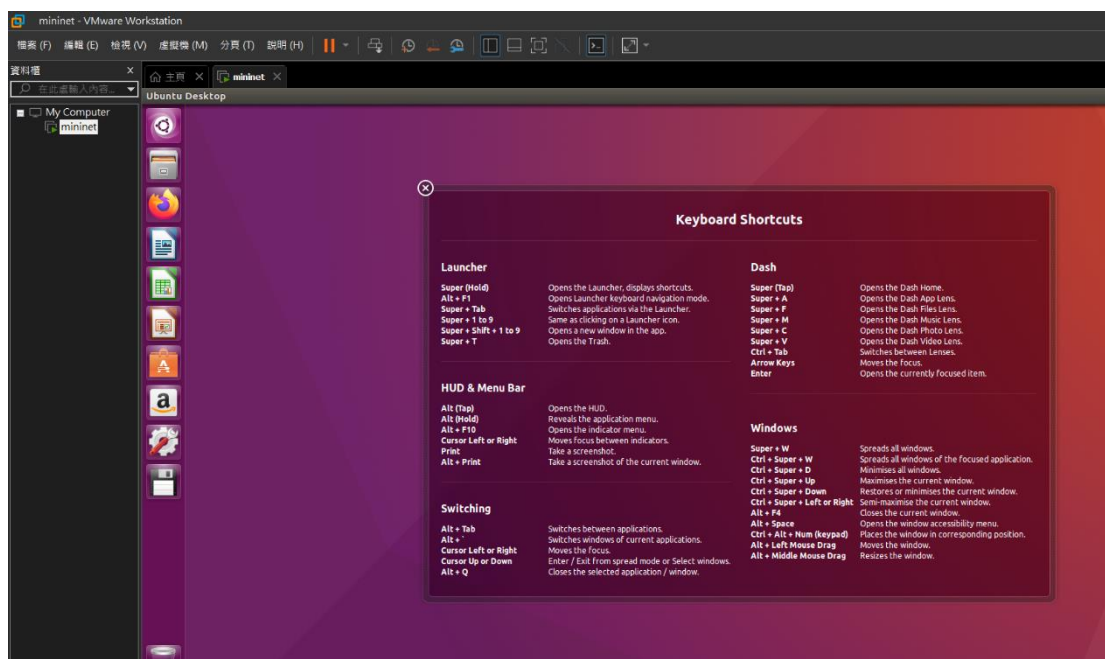 mininet - VMware Workstation
檔案(F) 編輯(E) 檢視(V) 虛擬機(M) 分頁(T) 說明(H)
資料櫃
在此處輸入內容...
My Computer
mininet
主頁
mininet
Ubuntu Desktop
Keyboard Shortcuts
Launcher
Super (Hold) Opens the Launcher, displays shortcuts.
Alt + F1 Opens Launcher keyboard navigation mode.
Super + Tab Switches applications via the Launcher.
Super + 1 to 9 Same as clicking on a Launcher icon.
Super + Shift + 1 to 9 Opens a new window in the app.
Super + T Opens the Trash.
HUD & Menu Bar
Alt (Tap) Opens the HUD.
Alt (Hold) Reveals the application menu.
Alt + F10 Opens the indicator menu.
Cursor Left or Right Moves focus between indicators.
Print Take a screenshot.
Alt + Print Take a screenshot of the current window.
Switching
Alt + Tab Switches between applications.
Alt + ` Switches windows of current applications.
Cursor Left or Right Moves the focus.
Cursor Up or Down Enter / Exit from spread mode or Select windows.
Alt + Q Closes the selected application / window.
Dash
Super (Tap) Opens the Dash Home.
Super + A Opens the Dash App Lens.
Super + F Opens the Dash Files Lens.
Super + M Opens the Dash Music Lens.
Super + C Opens the Dash Photo Lens.
Super + V Opens the Dash Video Lens.
Ctrl + Tab Switches between Lenses.
Arrow Keys Moves the focus.
Enter Opens the currently focused item.
Windows
Super + W Spreads all windows.
Ctrl + Super + W Spreads all windows of the focused application.
Ctrl + Super + D Minimises all windows.
Ctrl + Super + Up Maximises the current window.
Ctrl + Super + Down Restores or minimises the current window.
Ctrl + Super + Left or Right Semi-maximise the current window.
Alt + F4 Closes the current window.
Alt + Space Opens the window accessibility menu.
Ctrl + Alt + Num (keypad) Places the window in corresponding position.
Alt + Left Mouse Drag Moves the window.
Alt + Middle Mouse Drag Resizes the window.